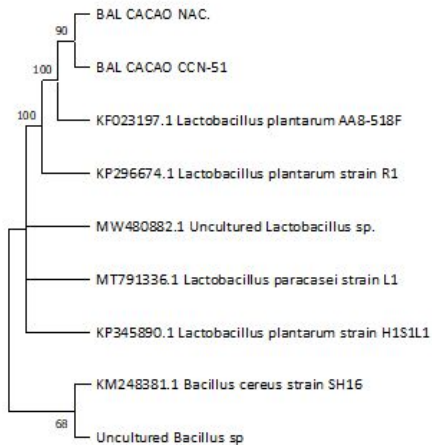 BAL CACAO NAC.
90
BAL CACAO CCN-51
100
KF023197.1 Lactobacillus plantarum AA8-518F
100
KP296674.1 Lactobacillus plantarum strain R1
MW480882.1 Uncultured Lactobacillus sp.
MT791336.1 Lactobacillus paracasei strain L1
KP345890.1 Lactobacillus plantarum strain H1S1L1
KM248381.1 Bacillus cereus strain SH16
68
Uncultured Bacillus sp